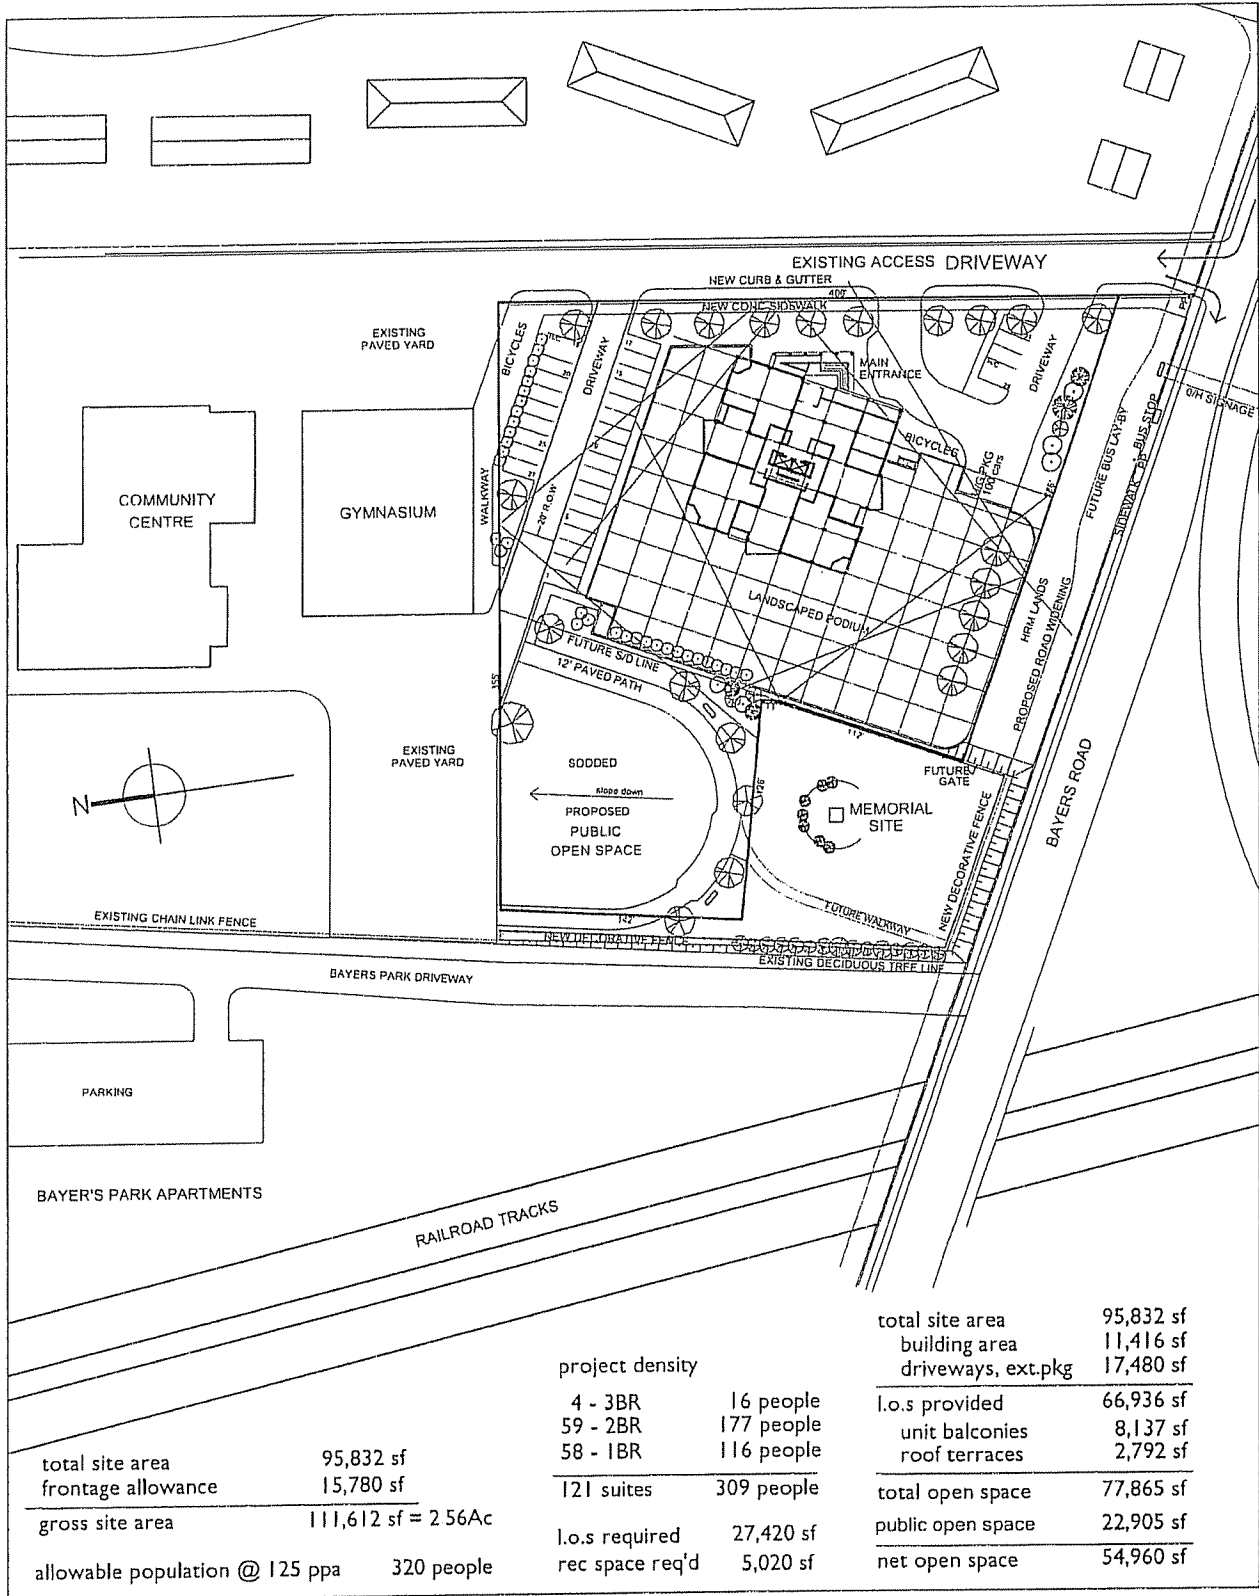 EXISTING ACCESS DRIVEWAY
NEW CURB & GUTTER
400'
NEW CONC SIDEWALK
EXISTING
PAVED YARD
BICYCLES
DRIVEWAY
MAIN
ENTRANCE
DRIVEWAY
O/H SIGNAGE
BUS STOP
PP
SIDEWALK
FUTURE BUS LAY-BY
BICYCLES
U/G PKG
100 cars
COMMUNITY
CENTRE
GYMNASIUM
WALKWAY
20' R.O.W
LANDSCAPED PODIUM
HRM LANDS
PROPOSED ROAD WIDENING
FUTURE S/D LINE
12' PAVED PATH
155'
112'
EXISTING
PAVED YARD
SODDED
slope down
PROPOSED
PUBLIC
OPEN SPACE
126'
FUTURE
GATE
MEMORIAL
SITE
BAYERS ROAD
N
NEW DECORATIVE FENCE
FUTURE WALKWAY
EXISTING CHAIN LINK FENCE
142'
NEW DECORATIVE FENCE
EXISTING DECIDUOUS TREE LINE
BAYERS PARK DRIVEWAY
PARKING
BAYER'S PARK APARTMENTS
RAILROAD TRACKS
total site area 95,832 sf
frontage allowance 15,780 sf
gross site area 111,612 sf = 2.56Ac
allowable population @ 125 ppa 320 people
project density
4 - 3BR 16 people
59 - 2BR 177 people
58 - 1BR 116 people
121 suites 309 people
l.o.s required 27,420 sf
rec space req'd 5,020 sf
total site area 95,832 sf
building area 11,416 sf
driveways, ext.pkg 17,480 sf
l.o.s provided 66,936 sf
unit balconies 8,137 sf
roof terraces 2,792 sf
total open space 77,865 sf
public open space 22,905 sf
net open space 54,960 sf